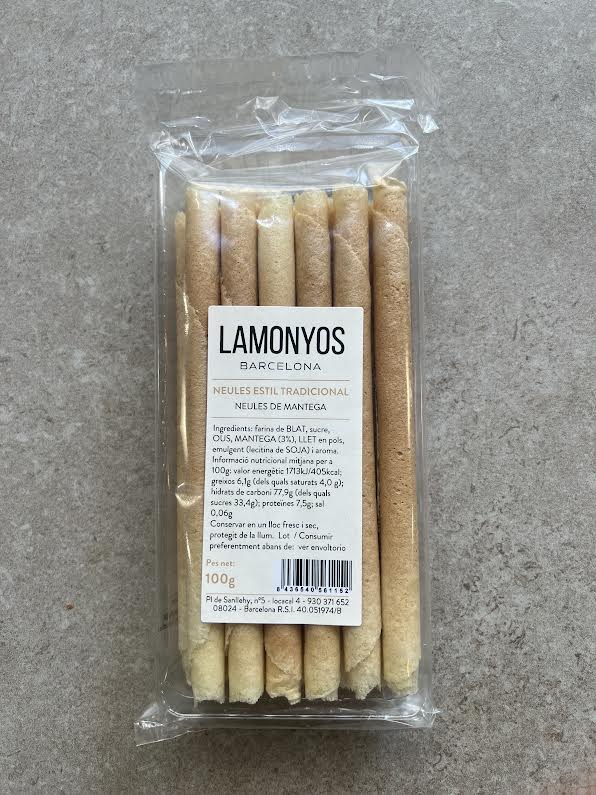 LAMONYOS
BARCELONA
NEULES ESTIL TRADICIONAL
NEULES DE MANTEGA
Ingredients: farina de BLAT, sucre,
OUS, MANTEGA (3%), LLET en pols,
emulgent (lecitina de SOJA) i aroma.
Informació nutricional mitjana per a
100g: valor energètic 1713kJ/405kcal;
greixos 6,1g (dels quals saturats 4,0 g);
hidrats de carboni 77,9g (dels quals
sucres 33,4g); proteïnes 7,5g; sal
0,06g
Conservar en un lloc fresc i sec,
protegit de la llum. Lot / Consumir
preferentment abans de: ver envoltorio
Pes net:
100g
8 436540 561152
Pl de Sanllehy, nº5 - locacal 4 - 930 371 652
08024 - Barcelona R.S.I. 40.051974/B